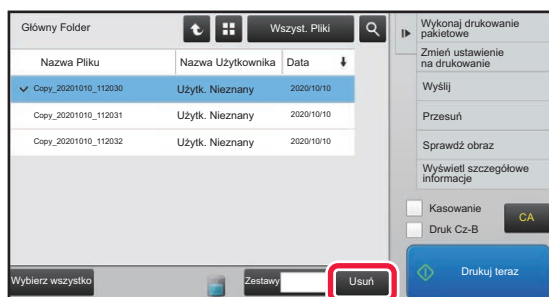 Główny Folder
Wszyst. Pliki
Nazwa Pliku
Nazwa Użytkownika
Data
Copy_20201010_112030
Użytk. Nieznany
2020/10/10
Copy_20201010_112031
Użytk. Nieznany
2020/10/10
Copy_20201010_112032
Użytk. Nieznany
2020/10/10
Wybierz wszystko
Zestawy
Usuń
Wykonaj drukowanie
pakietowe
Zmień ustawienie
na drukowanie
Wyślij
Przesuń
Sprawdź obraz
Wyświetl szczegółowe
informacje
Kasowanie
Druk Cz-B
CA
Drukuj teraz